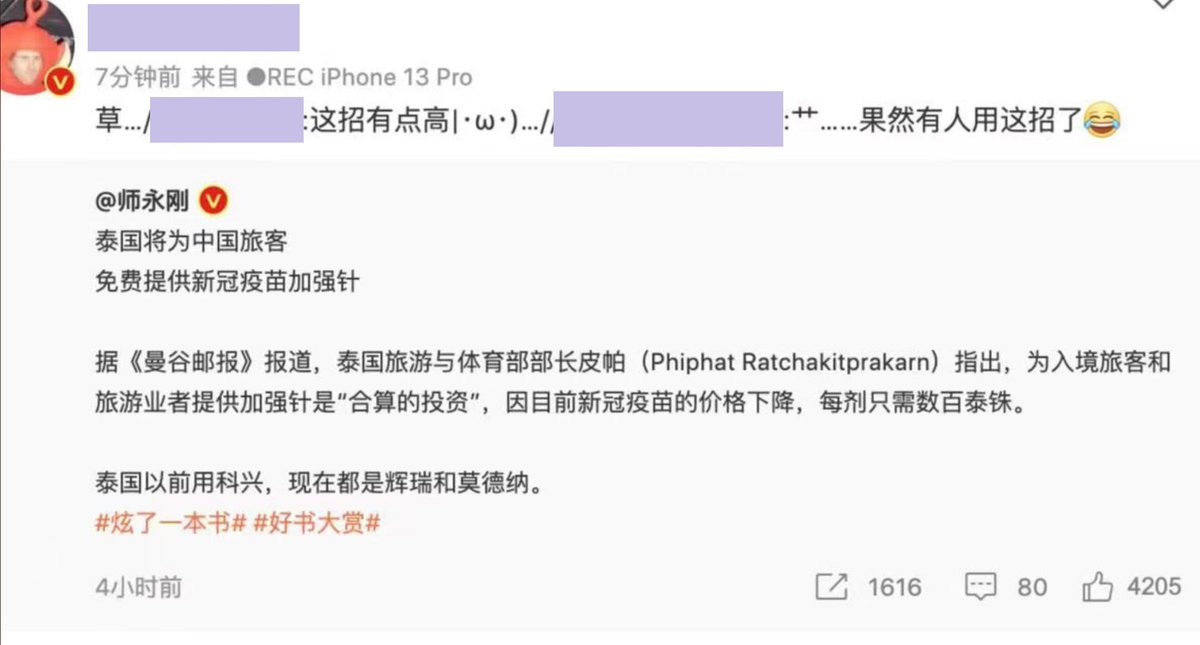 7分钟前 来自 ●REC iPhone 13 Pro
草.../:这招有点高|･ω･)...//:艹……果然有人用这招了😂
@师永刚
泰国将为中国旅客
免费提供新冠疫苗加强针
据《曼谷邮报》报道，泰国旅游与体育部部长皮帕（Phiphat Ratchakitprakarn）指出，为入境旅客和
旅游业者提供加强针是“合算的投资”，因目前新冠疫苗的价格下降，每剂只需数百泰铢。
泰国以前用科兴，现在都是辉瑞和莫德纳。
#炫了一本书# #好书大赏#
4小时前 1616 80 4205